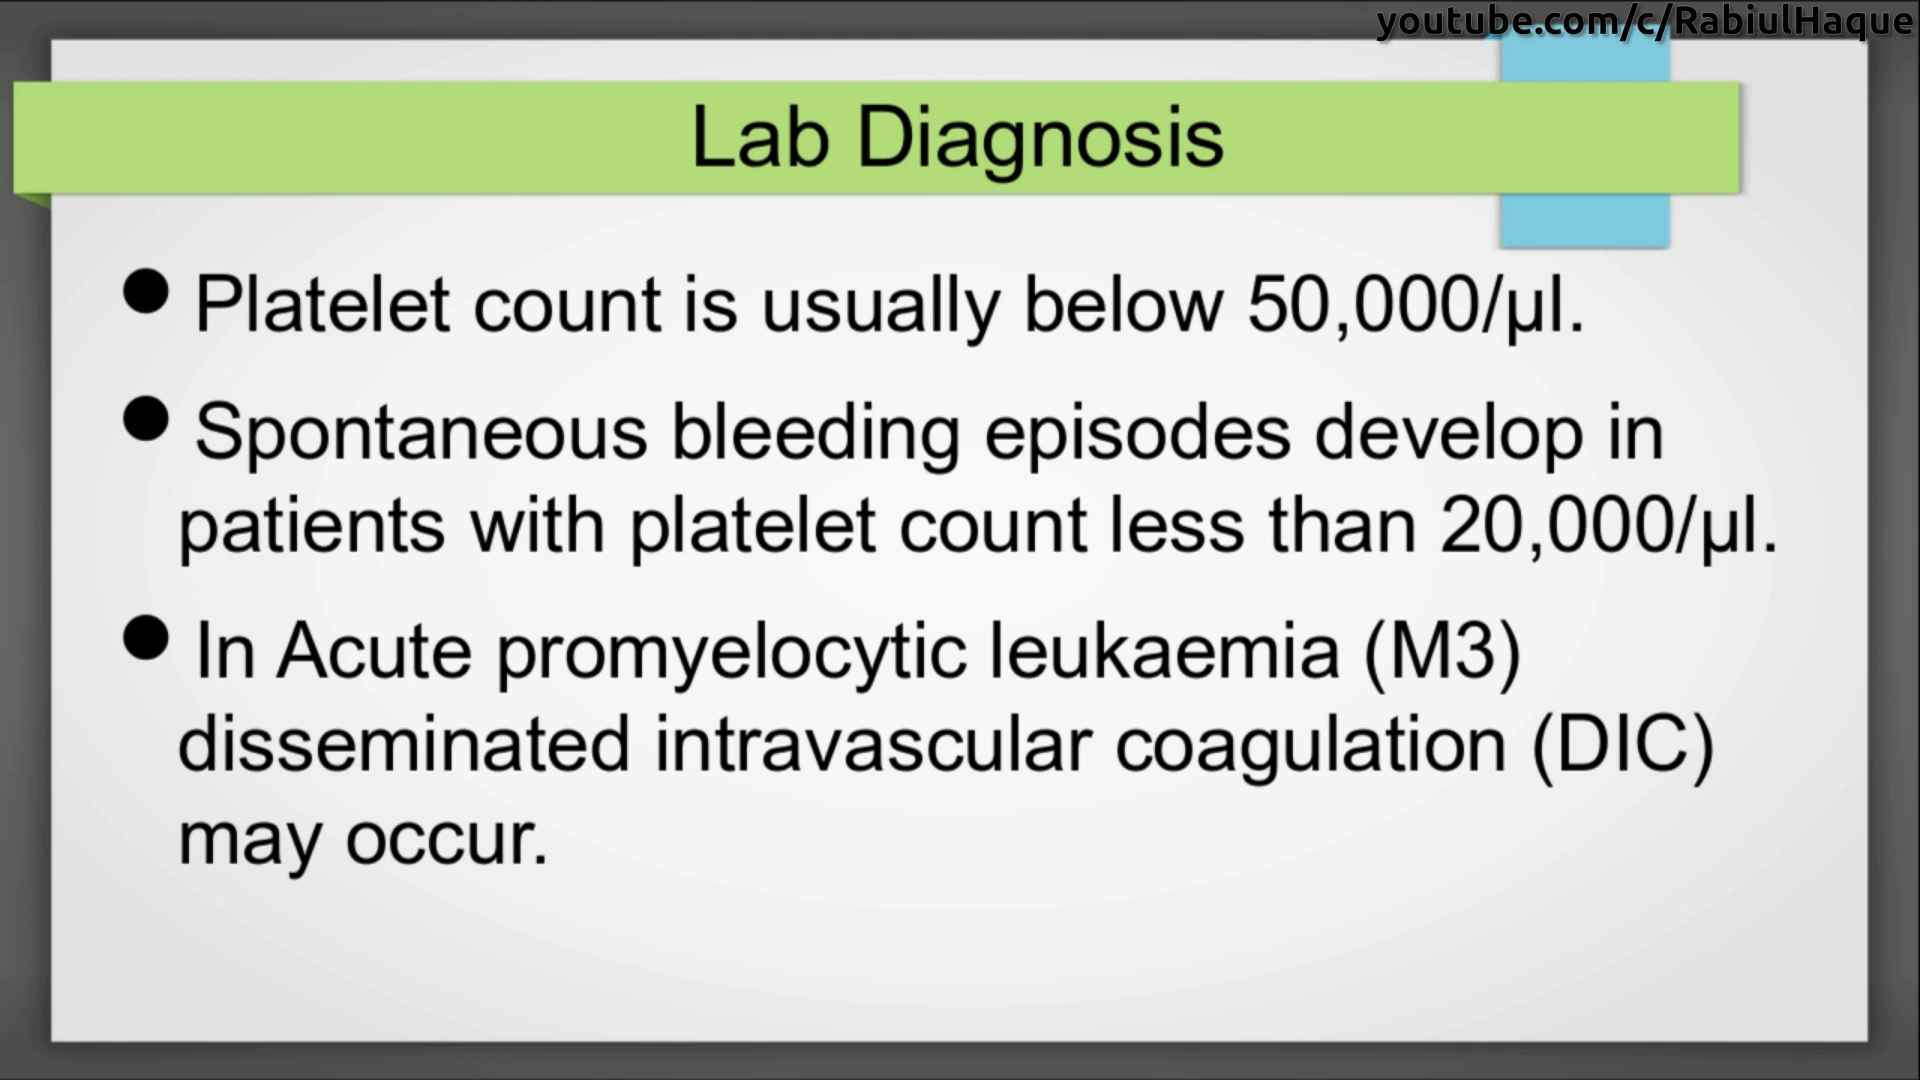 youtube.com/c/RabiulHaque
Lab Diagnosis
● Platelet count is usually below 50,000/µl.
● Spontaneous bleeding episodes develop in
patients with platelet count less than 20,000/µl.
● In Acute promyelocytic leukaemia (M3)
disseminated intravascular coagulation (DIC)
may occur.